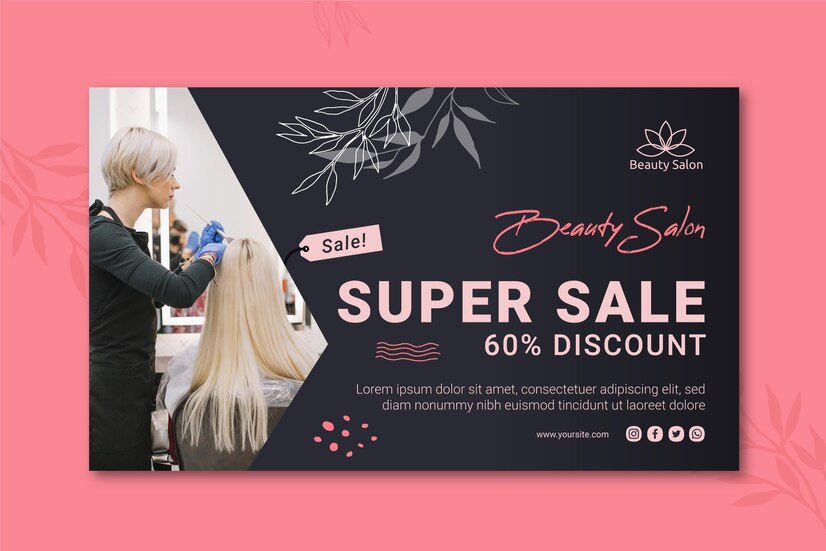 Beauty Salon
Beauty Salon
Sale!
SUPER SALE
60% DISCOUNT
Lorem ipsum dolor sit amet, consectetuer adipiscing elit, sed
diam nonummy nibh euismod tincidunt ut laoreet dolore
www.yoursite.com